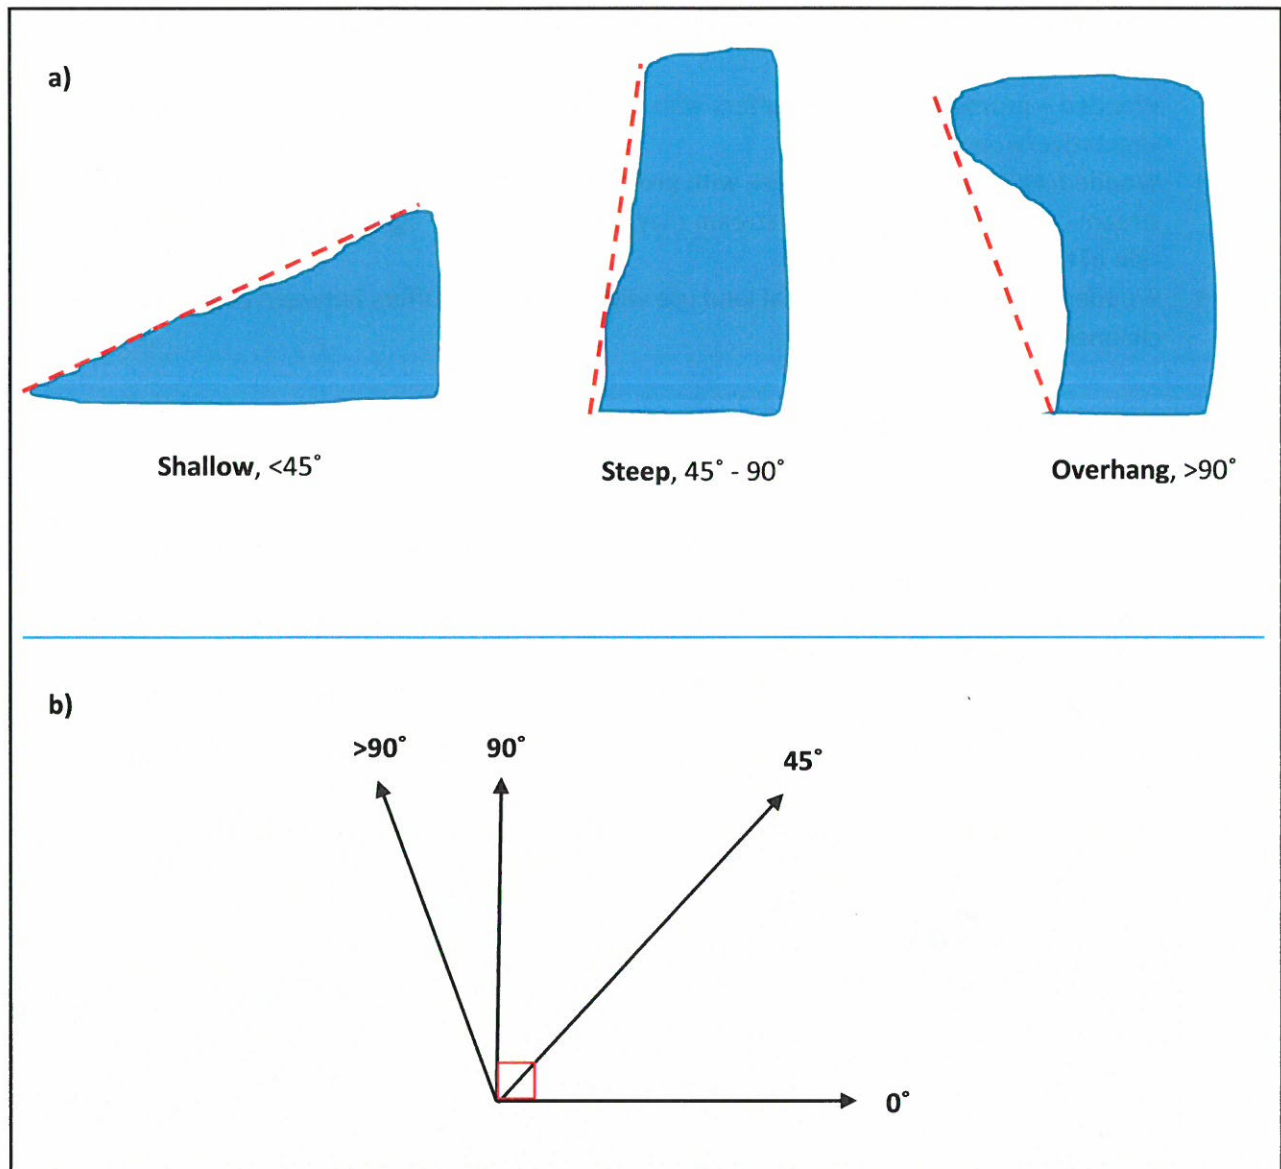 a)
Shallow, <45˚
Steep, 45˚ - 90˚
Overhang, >90˚
b)
>90˚
90˚
45˚
0˚